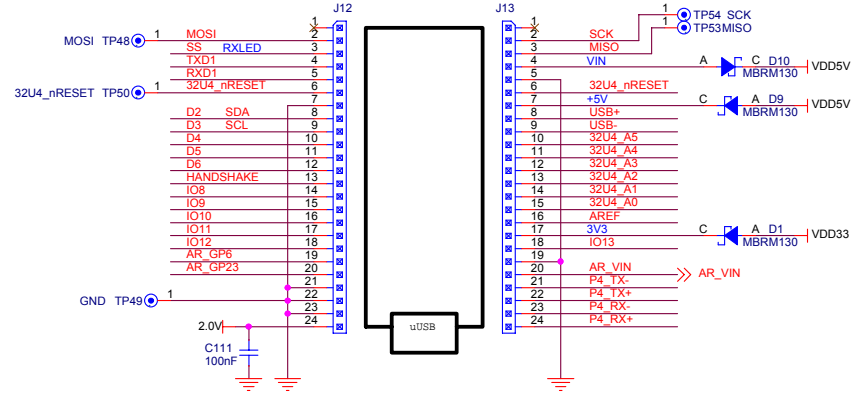 J12
J13
1
1
1 TP54 SCK
MOSI TP48 1 MOSI 2
2 SCK
1 TP53 MISO
SS RXLED 3
3 MISO
TXD1 4
4 VIN A C D10 VDD5V
MBRM130
RXD1 5
5
32U4_nRESET TP50 1 32U4_nRESET 6
6 32U4_nRESET
7
7 +5V C A D9 VDD5V
MBRM130
D2 SDA 8
8 USB+
D3 SCL 9
9 USB-
D4 10
10 32U4_A5
D5 11
11 32U4_A4
D6 12
12 32U4_A3
HANDSHAKE 13
13 32U4_A2
IO8 14
14 32U4_A1
IO9 15
15 32U4_A0
IO10 16
16 AREF
IO11 17
17 3V3 C A D1 VDD33
MBRM130
IO12 18
18 IO13
AR_GP6 19
19
AR_GP23 20
20 AR_VIN AR_VIN
21
21 P4_TX-
GND TP49 1 22
22 P4_TX+
23
23 P4_RX-
2.0V 24
24 P4_RX+
uUSB
C111
100nF